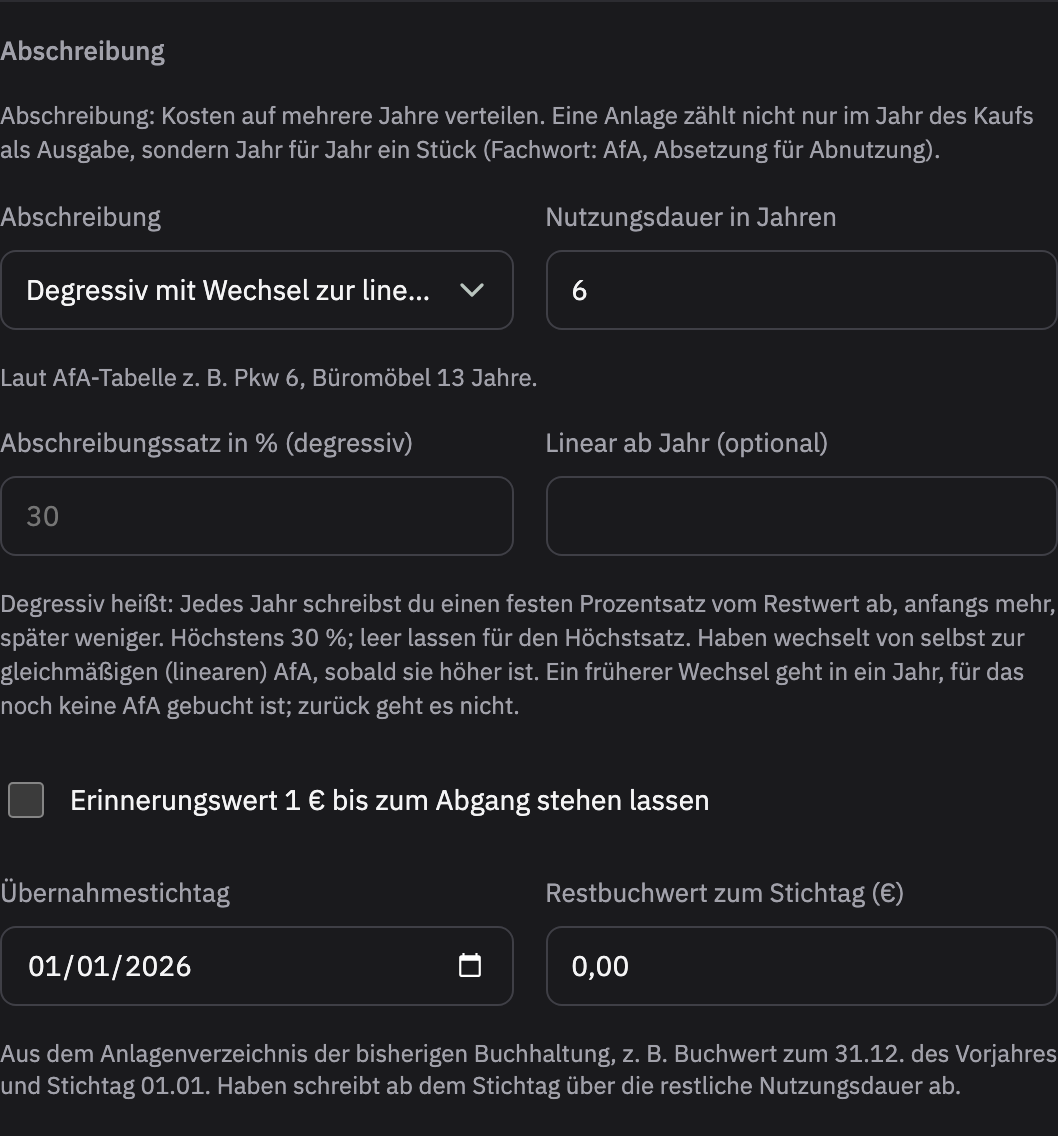 Abschreibung
Abschreibung: Kosten auf mehrere Jahre verteilen. Eine Anlage zählt nicht nur im Jahr des Kaufs
als Ausgabe, sondern Jahr für Jahr ein Stück (Fachwort: AfA, Absetzung für Abnutzung).
Abschreibung
Nutzungsdauer in Jahren
Degressiv mit Wechsel zur line...
6
Laut AfA-Tabelle z. B. Pkw 6, Büromöbel 13 Jahre.
Abschreibungssatz in % (degressiv)
Linear ab Jahr (optional)
30
Degressiv heißt: Jedes Jahr schreibst du einen festen Prozentsatz vom Restwert ab, anfangs mehr,
später weniger. Höchstens 30 %; leer lassen für den Höchstsatz. Haben wechselt von selbst zur
gleichmäßigen (linearen) AfA, sobald sie höher ist. Ein früherer Wechsel geht in ein Jahr, für das
noch keine AfA gebucht ist; zurück geht es nicht.
Erinnerungswert 1 € bis zum Abgang stehen lassen
Übernahmestichtag
Restbuchwert zum Stichtag (€)
01/01/2026
0,00
Aus dem Anlagenverzeichnis der bisherigen Buchhaltung, z. B. Buchwert zum 31.12. des Vorjahres
und Stichtag 01.01. Haben schreibt ab dem Stichtag über die restliche Nutzungsdauer ab.